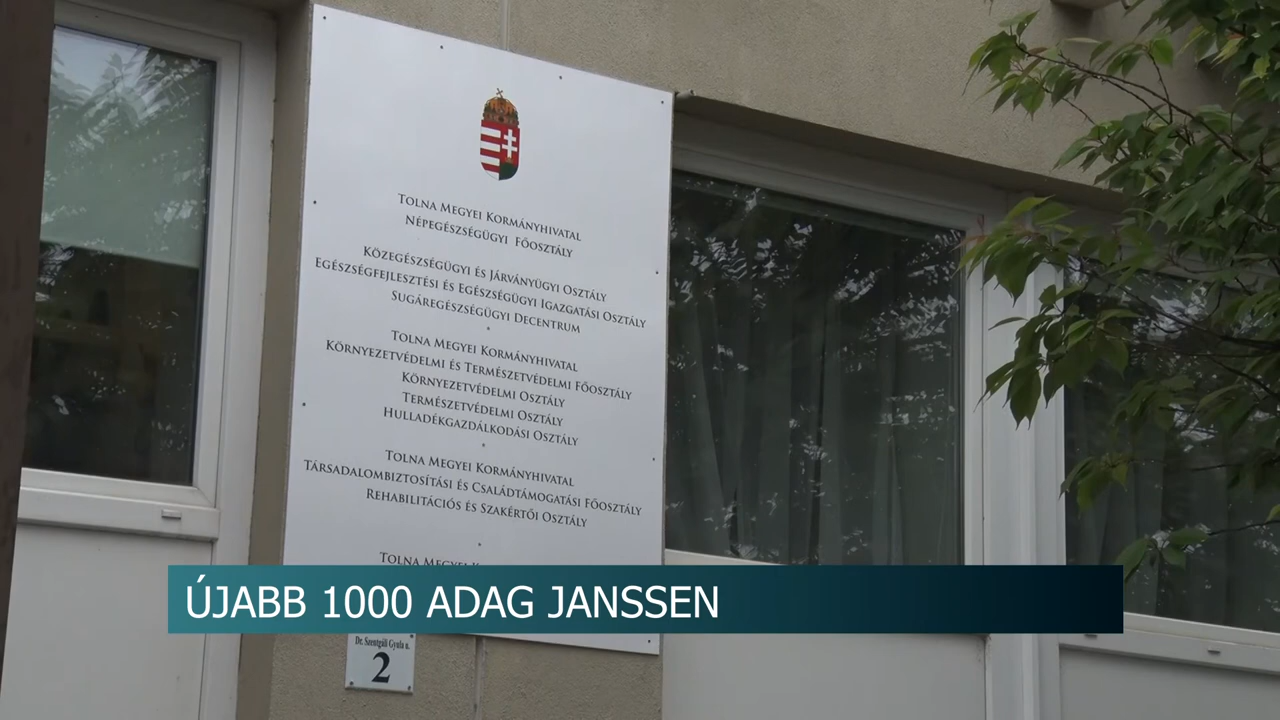 TOLNA MEGYEI KORMÁNYHIVATAL
NÉPEGÉSZSÉGÜGYI FŐOSZTÁLY
KÖZEGÉSZSÉGÜGYI ÉS JÁRVÁNYÜGYI OSZTÁLY
EGÉSZSÉGFEJLESZTÉSI ÉS EGÉSZSÉGÜGYI IGAZGATÁSI OSZTÁLY
SUGÁREGÉSZSÉGÜGYI DECENTRUM
TOLNA MEGYEI KORMÁNYHIVATAL
KÖRNYEZETVÉDELMI ÉS TERMÉSZETVÉDELMI FŐOSZTÁLY
KÖRNYEZETVÉDELMI OSZTÁLY
TERMÉSZETVÉDELMI OSZTÁLY
HULLADÉKGAZDÁLKODÁSI OSZTÁLY
TOLNA MEGYEI KORMÁNYHIVATAL
TÁRSADALOMBIZTOSÍTÁSI ÉS CSALÁDTÁMOGATÁSI FŐOSZTÁLY
REHABILITÁCIÓS ÉS SZAKÉRTŐI OSZTÁLY
TOLNA MEGYEI
ÚJABB 1000 ADAG JANSSEN
Dr. Szentgáli Gyula u.
2